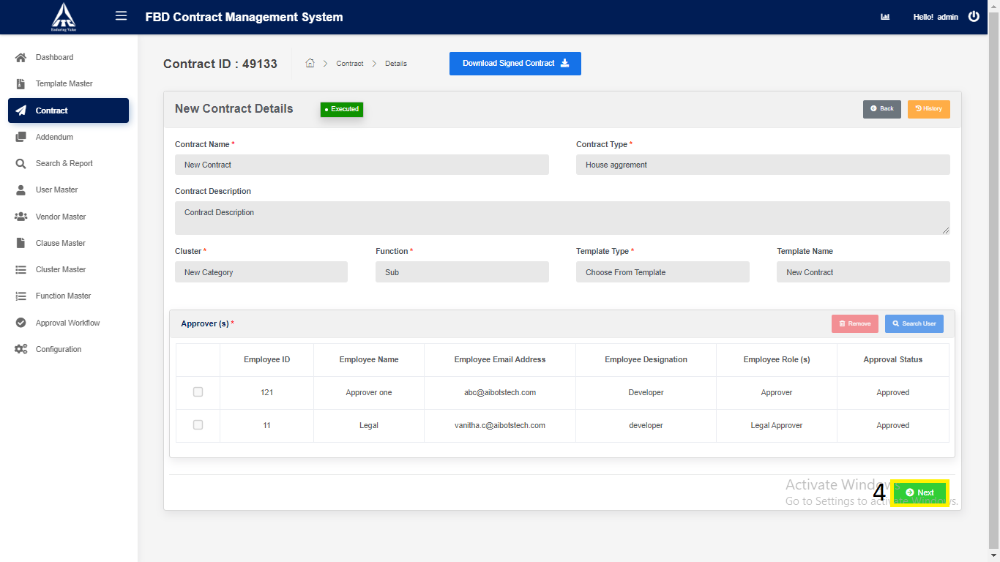 Enduring Value
FBD Contract Management System
Hello! admin
Dashboard
Template Master
Contract
Addendum
Search & Report
User Master
Vendor Master
Clause Master
Cluster Master
Function Master
Approval Workflow
Configuration
Contract ID : 49133
Contract
Details
Download Signed Contract
New Contract Details
Executed
Back
History
Contract Name *
Contract Type *
New Contract
House aggrement
Contract Description
Contract Description
Cluster *
Function *
Template Type *
Template Name
New Category
Sub
Choose From Template
New Contract
Approver (s) *
Remove
Search User
Employee ID
Employee Name
Employee Email Address
Employee Designation
Employee Role (s)
Approval Status
121
Approver one
abc@aibotstech.com
Developer
Approver
Approved
11
Legal
vanitha.c@aibotstech.com
developer
Legal Approver
Approved
Activate Windows
Go to Settings to activate Windows.
4
Next